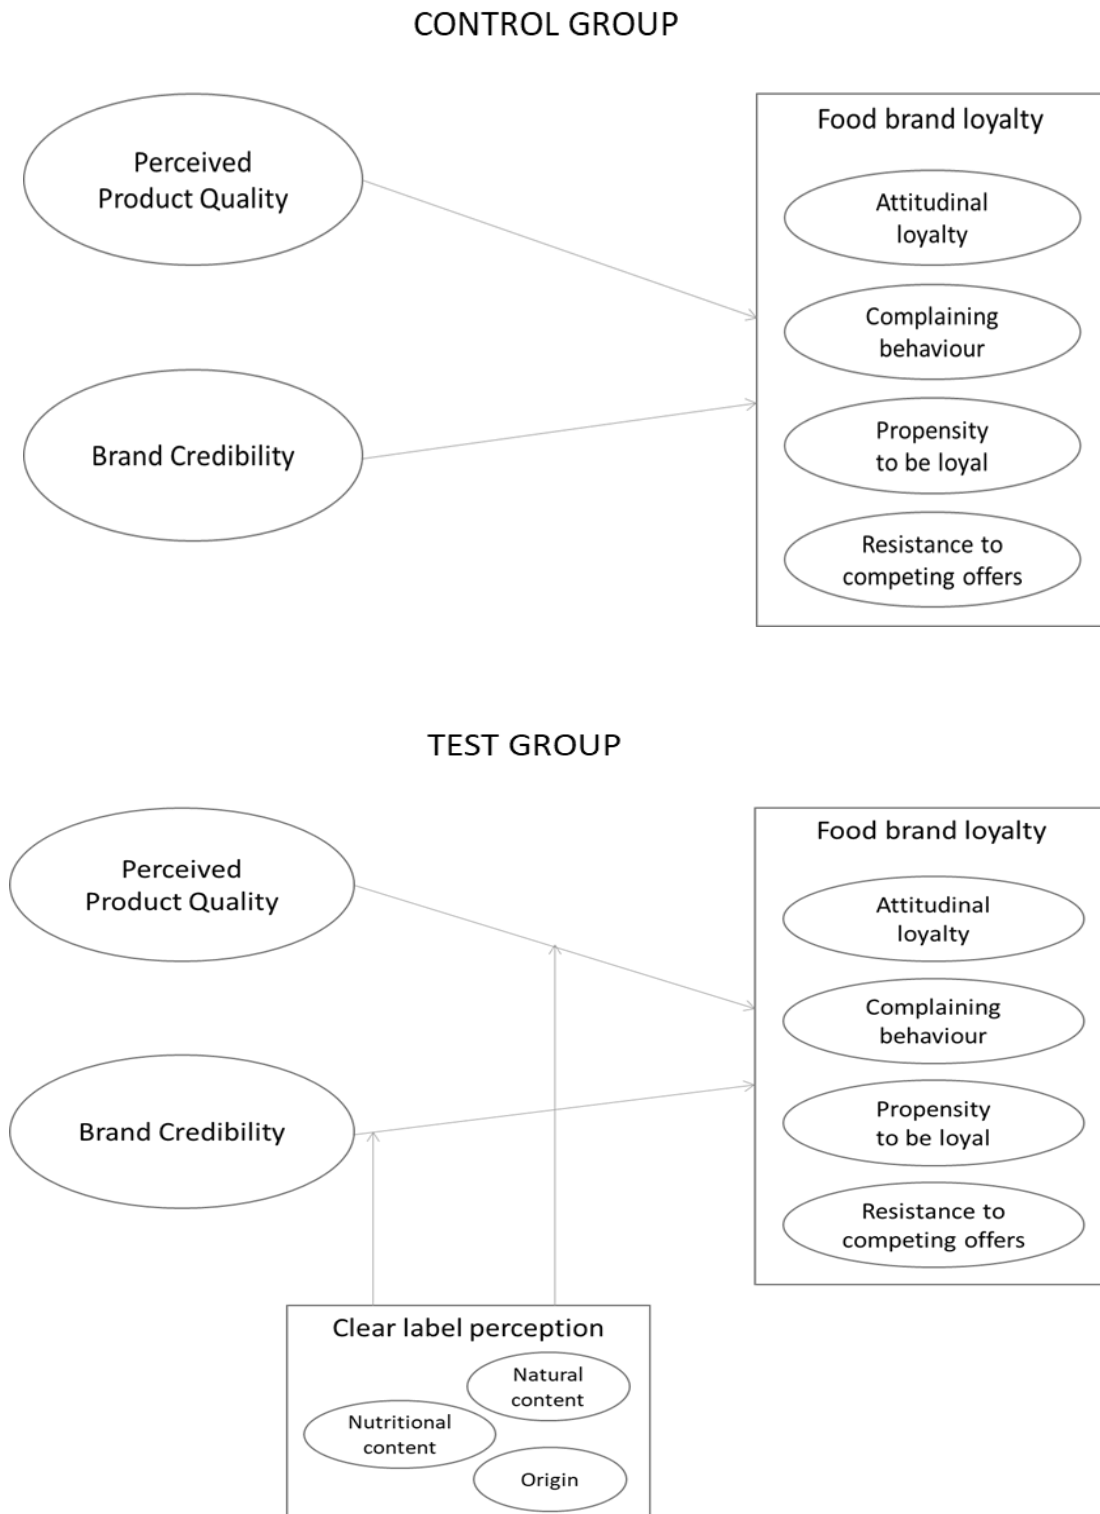 CONTROL GROUP
Perceived
Product Quality
Brand Credibility
Food brand loyalty
Attitudinal
loyalty
Complaining
behaviour
Propensity
to be loyal
Resistance to
competing offers
TEST GROUP
Perceived
Product Quality
Brand Credibility
Food brand loyalty
Attitudinal
loyalty
Complaining
behaviour
Propensity
to be loyal
Resistance to
competing offers
Clear label perception
Natural
content
Nutritional
content
Origin